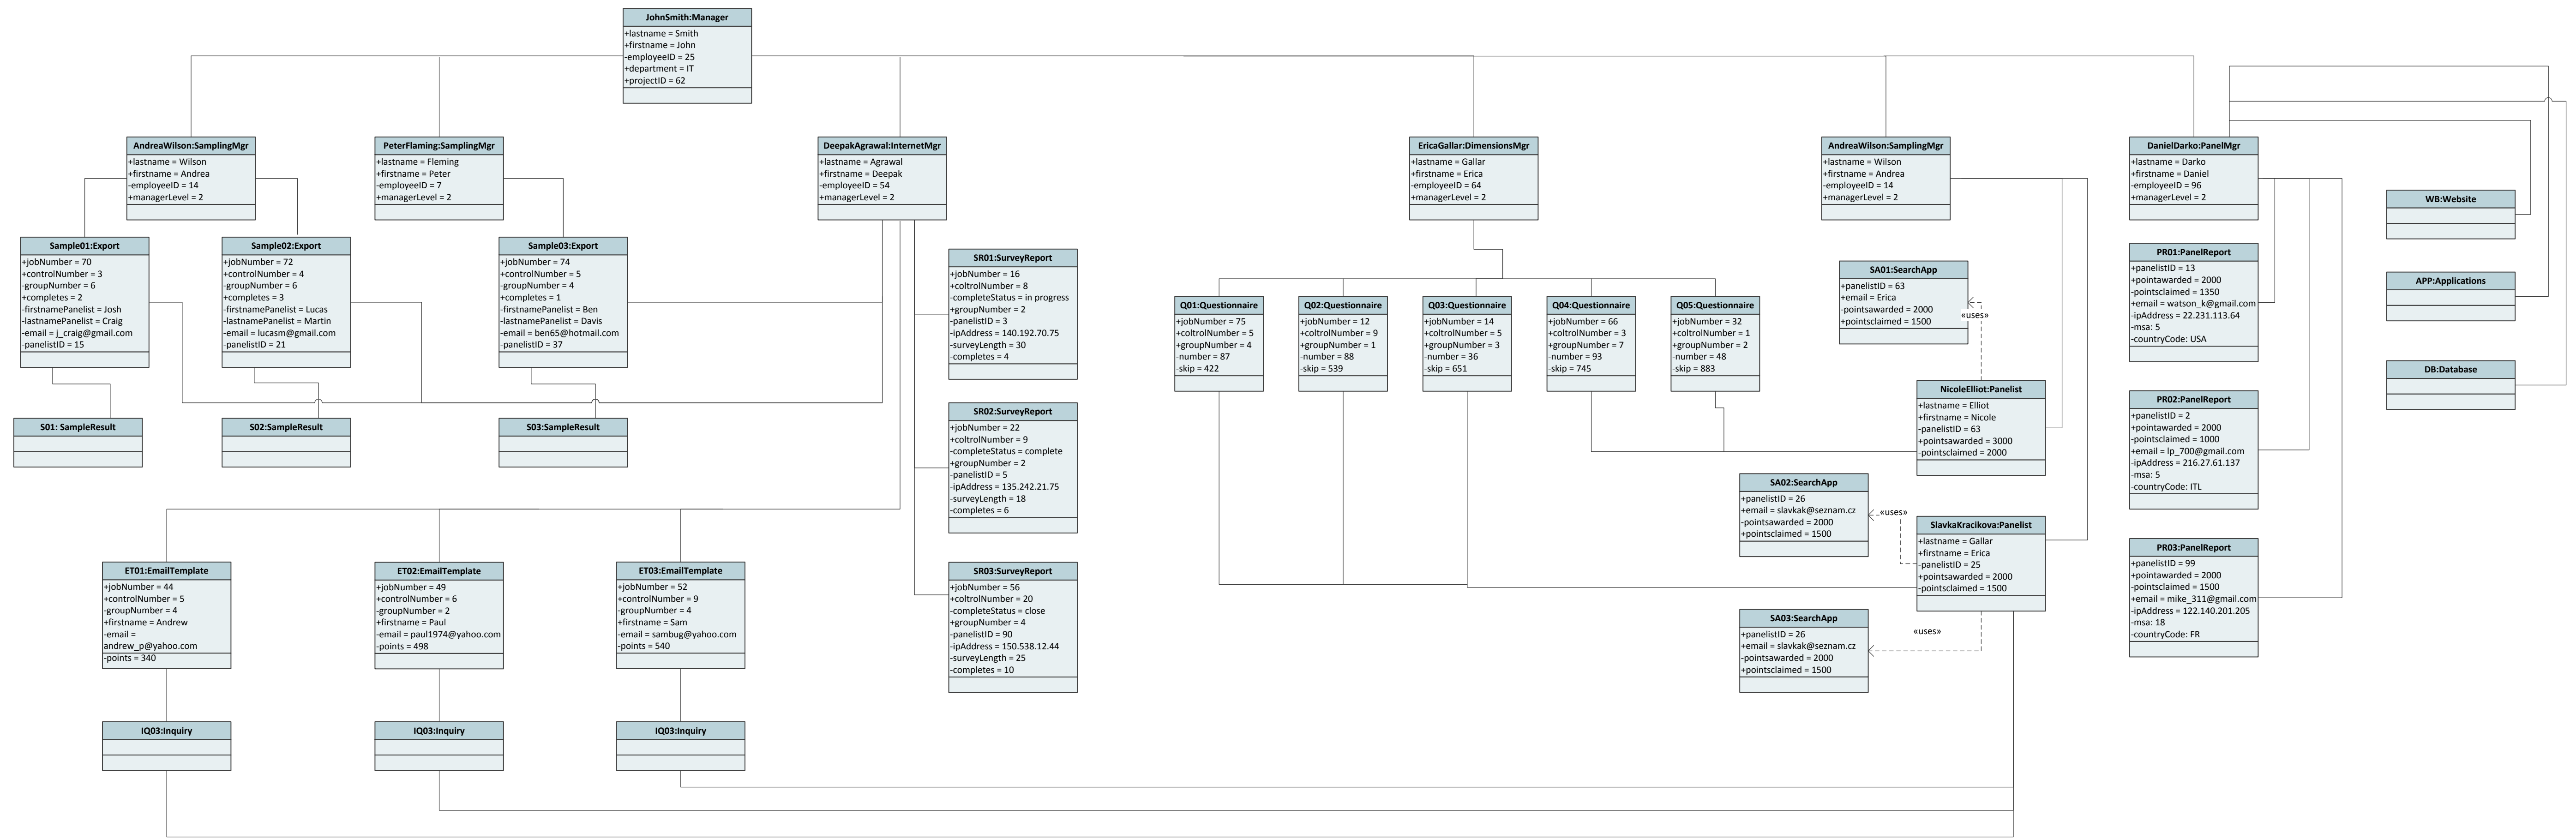 JohnSmith:Manager
+lastname = Smith
+firstname = John
-employeeID = 25
+department = IT
+projectID = 62
AndreaWilson:SamplingMgr
+lastname = Wilson
+firstname = Andrea
-employeeID = 14
+managerLevel = 2
PeterFlaming:SamplingMgr
+lastname = Fleming
+firstname = Peter
-employeeID = 7
+managerLevel = 2
DeepakAgrawal:InternetMgr
+lastname = Agrawal
+firstname = Deepak
-employeeID = 54
+managerLevel = 2
EricaGallar:DimensionsMgr
+lastname = Gallar
+firstname = Erica
-employeeID = 64
+managerLevel = 2
AndreaWilson:SamplingMgr
+lastname = Wilson
+firstname = Andrea
-employeeID = 14
+managerLevel = 2
DanielDarko:PanelMgr
+lastname = Darko
+firstname = Daniel
-employeeID = 96
+managerLevel = 2
WB:Website
APP:Applications
DB:Database
Sample01:Export
+jobNumber = 70
+controlNumber = 3
-groupNumber = 6
+completes = 2
-firstnamePanelist = Josh
-lastnamePanelist = Craig
-email = j_craig@gmail.com
-panelistID = 15
Sample02:Export
+jobNumber = 72
+controlNumber = 4
-groupNumber = 6
+completes = 3
-firstnamePanelist = Lucas
-lastnamePanelist = Martin
-email = lucasm@gmail.com
-panelistID = 21
Sample03:Export
+jobNumber = 74
+controlNumber = 5
-groupNumber = 4
+completes = 1
-firstnamePanelist = Ben
-lastnamePanelist = Davis
-email = ben65@hotmail.com
-panelistID = 37
S01: SampleResult
S02:SampleResult
S03:SampleResult
SR01:SurveyReport
+jobNumber = 16
+coltrolNumber = 8
-completeStatus = in progress
+groupNumber = 2
-panelistID = 3
-ipAddress = 140.192.70.75
-surveyLength = 30
-completes = 4
SR02:SurveyReport
+jobNumber = 22
+coltrolNumber = 9
-completeStatus = complete
+groupNumber = 2
-panelistID = 5
-ipAddress = 135.242.21.75
-surveyLength = 18
-completes = 6
SR03:SurveyReport
+jobNumber = 56
+coltrolNumber = 20
-completeStatus = close
+groupNumber = 4
-panelistID = 90
-ipAddress = 150.538.12.44
-surveyLength = 25
-completes = 10
Q01:Questionnaire
+jobNumber = 75
+coltrolNumber = 5
+groupNumber = 4
-number = 87
-skip = 422
Q02:Questionnaire
+jobNumber = 12
+coltrolNumber = 9
+groupNumber = 1
-number = 88
-skip = 539
Q03:Questionnaire
+jobNumber = 14
+coltrolNumber = 5
+groupNumber = 3
-number = 36
-skip = 651
Q04:Questionnaire
+jobNumber = 66
+coltrolNumber = 3
+groupNumber = 7
-number = 93
-skip = 745
Q05:Questionnaire
+jobNumber = 32
+coltrolNumber = 1
+groupNumber = 2
-number = 48
-skip = 883
SA01:SearchApp
+panelistID = 63
+email = Erica
-pointsawarded = 2000
+pointsclaimed = 1500
«uses»
NicoleElliot:Panelist
+lastname = Elliot
+firstname = Nicole
-panelistID = 63
+pointsawarded = 3000
-pointsclaimed = 2000
SA02:SearchApp
+panelistID = 26
+email = slavkak@seznam.cz
-pointsawarded = 2000
+pointsclaimed = 1500
«uses»
SlavkaKracikova:Panelist
+lastname = Gallar
+firstname = Erica
-panelistID = 25
+pointsawarded = 2000
-pointsclaimed = 1500
SA03:SearchApp
+panelistID = 26
+email = slavkak@seznam.cz
-pointsawarded = 2000
+pointsclaimed = 1500
«uses»
PR01:PanelReport
+panelistID = 13
+pointawarded = 2000
-pointsclaimed = 1350
+email = watson_k@gmail.com
-ipAddress = 22.231.113.64
-msa: 5
-countryCode: USA
PR02:PanelReport
+panelistID = 2
+pointawarded = 2000
-pointsclaimed = 1000
+email = lp_700@gmail.com
-ipAddress = 216.27.61.137
-msa: 5
-countryCode: ITL
PR03:PanelReport
+panelistID = 99
+pointawarded = 2000
-pointsclaimed = 1500
+email = mike_311@gmail.com
-ipAddress = 122.140.201.205
-msa: 18
-countryCode: FR
ET01:EmailTemplate
+jobNumber = 44
+controlNumber = 5
-groupNumber = 4
+firstname = Andrew
-email =
andrew_p@yahoo.com
-points = 340
ET02:EmailTemplate
+jobNumber = 49
+controlNumber = 6
-groupNumber = 2
+firstname = Paul
-email = paul1974@yahoo.com
-points = 498
ET03:EmailTemplate
+jobNumber = 52
+controlNumber = 9
-groupNumber = 4
+firstname = Sam
-email = sambug@yahoo.com
-points = 540
IQ03:Inquiry
IQ03:Inquiry
IQ03:Inquiry